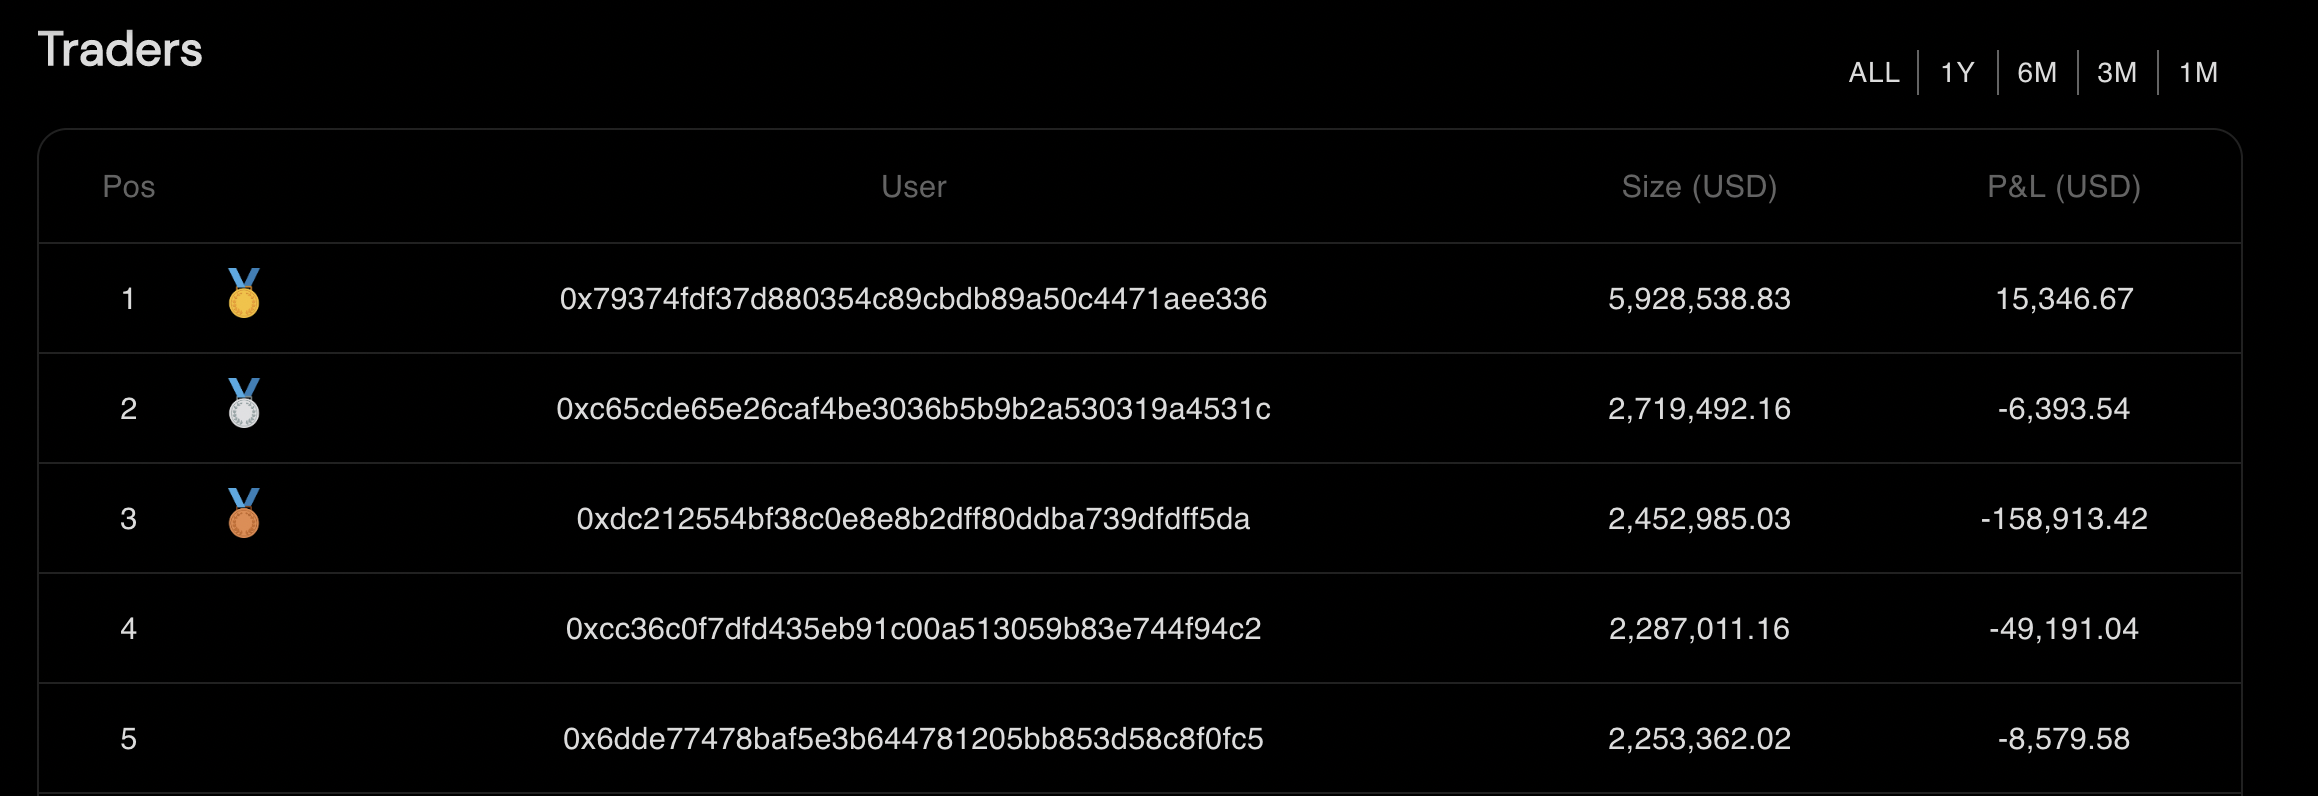 Traders
ALL 1Y 6M 3M 1M
Pos User Size (USD) P&L (USD)
1 0x79374fdf37d880354c89cbdb89a50c4471aee336 5,928,538.83 15,346.67
2 0xc65cde65e26caf4be3036b5b9b2a530319a4531c 2,719,492.16 -6,393.54
3 0xdc212554bf38c0e8e8b2dff80ddba739dfdff5da 2,452,985.03 -158,913.42
4 0xcc36c0f7dfd435eb91c00a513059b83e744f94c2 2,287,011.16 -49,191.04
5 0x6dde77478baf5e3b644781205bb853d58c8f0fc5 2,253,362.02 -8,579.58